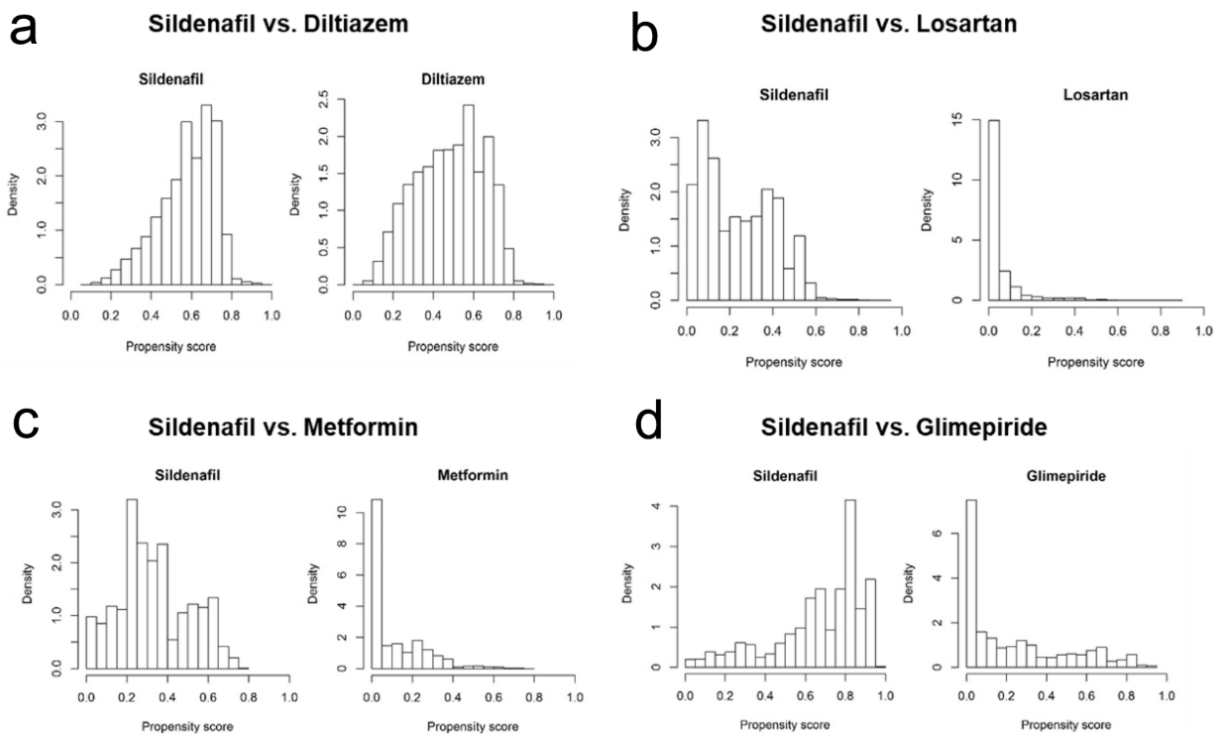 a
Sildenafil vs. Diltiazem
Sildenafil
Density
0.0 1.0 2.0 3.0
0.0 0.2 0.4 0.6 0.8 1.0
Propensity score
Diltiazem
Density
0.0 0.5 1.0 1.5 2.0 2.5
0.0 0.2 0.4 0.6 0.8 1.0
Propensity score
b
Sildenafil vs. Losartan
Sildenafil
Density
0.0 1.0 2.0 3.0
0.0 0.2 0.4 0.6 0.8 1.0
Propensity score
Losartan
Density
0 5 10 15
0.0 0.2 0.4 0.6 0.8 1.0
Propensity score
c
Sildenafil vs. Metformin
Sildenafil
Density
0.0 1.0 2.0 3.0
0.0 0.2 0.4 0.6 0.8 1.0
Propensity score
Metformin
Density
0 2 4 6 8 10
0.0 0.2 0.4 0.6 0.8 1.0
Propensity score
d
Sildenafil vs. Glimepiride
Sildenafil
Density
0 1 2 3 4
0.0 0.2 0.4 0.6 0.8 1.0
Propensity score
Glimepiride
Density
0 2 4 6
0.0 0.2 0.4 0.6 0.8 1.0
Propensity score